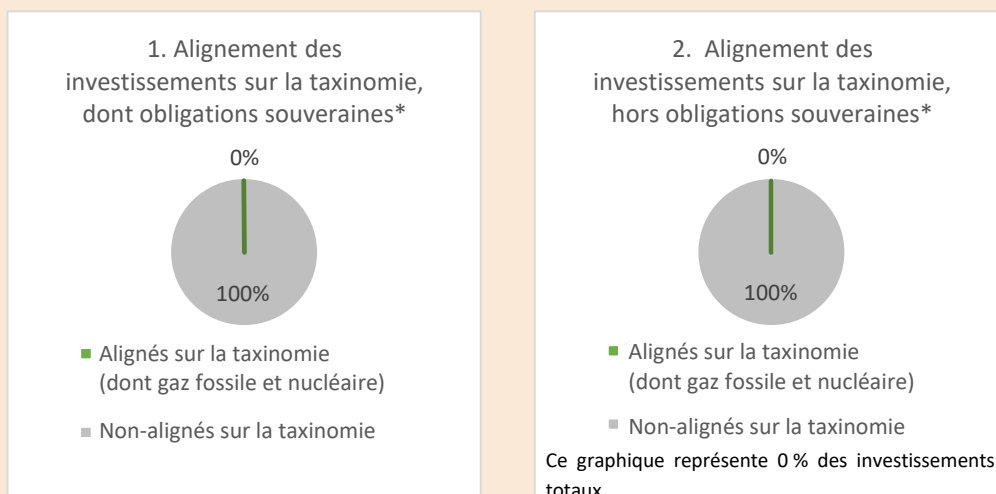 1. Alignement des
investissements sur la taxinomie,
dont obligations souveraines*
0%
100%
Alignés sur la taxinomie
(dont gaz fossile et nucléaire)
Non-alignés sur la taxinomie
2. Alignement des
investissements sur la taxinomie,
hors obligations souveraines*
0%
100%
Alignés sur la taxinomie
(dont gaz fossile et nucléaire)
Non-alignés sur la taxinomie
Ce graphique représente 0 % des investissements
totaux